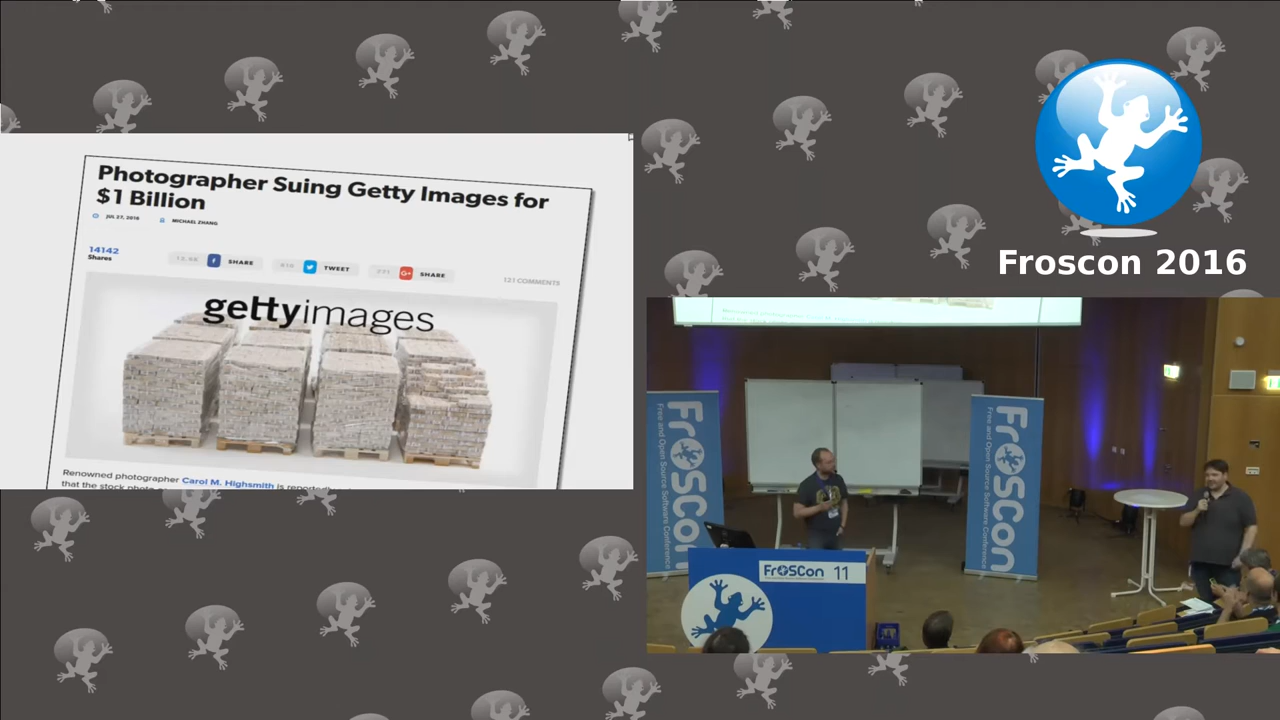 Photographer Suing Getty Images for
$1 Billion
JUL 27, 2016 MICHAEL ZHANG
14142
Shares
SHARE
TWEET
SHARE
121 COMMENTS
gettyimages
Renowned photographer Carol M. Highsmith is
that the stock photo
Froscon 2016
FrOSCon
Free and Open Source Software Conference
FrOSCon
Free and Open Source Software Conference
FrOSCon 11